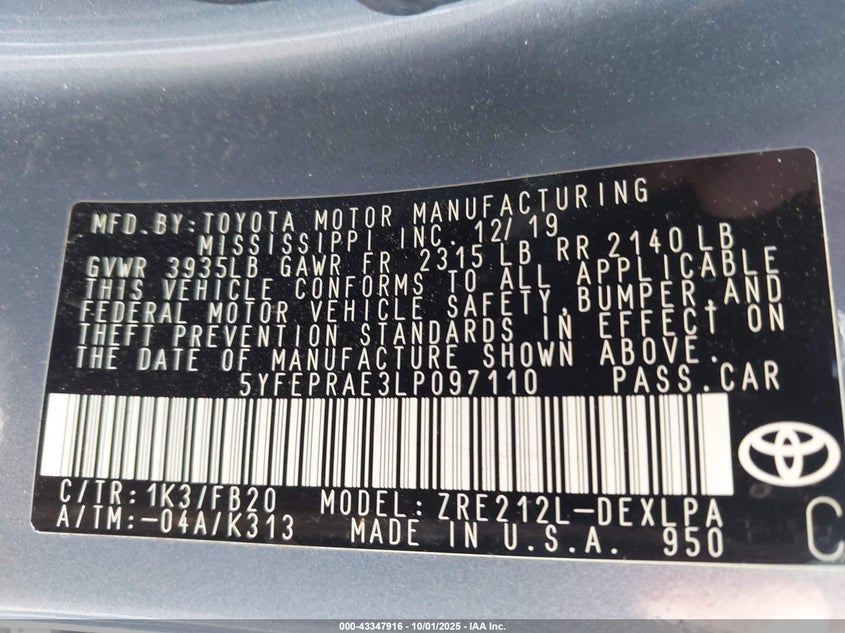 MFD.BY:TOYOTA MOTOR MANUFACTURING
MISSISSIPPI INC. 12/19
GVWR 3935LB GAWR FR 2315LB RR 2140LB
THIS VEHICLE CONFORMS TO ALL APPLICABLE
FEDERAL MOTOR VEHICLE SAFETY,BUMPER,AND
THEFT PREVENTION STANDARDS IN EFFECT ON
THE DATE OF MANUFACTURE SHOWN ABOVE.
5YFEPRAE3LP097110 PASS.CAR
C/TR:1K3/FB20 MODEL:ZRE212L-DEXLPA
A/TM:-04A/K313 MADE IN U.S.A. 950
C
000-43347916 | 10/01/2025 - IAA Inc.